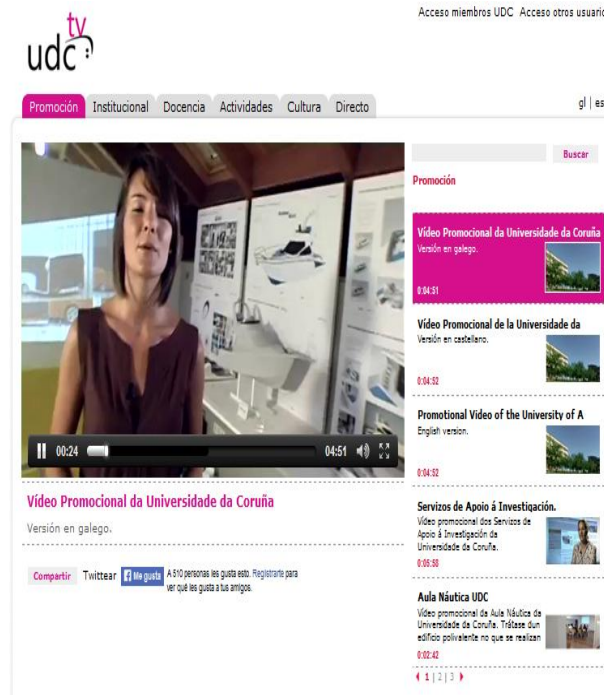 Acceso miembros UDC Acceso otros usuario
udc tv
Promoción Institucional Docencia Actividades Cultura Directo
gl | es
Buscar
Promoción
Vídeo Promocional da Universidade da Coruña
Versión en galego.
0:04:51
Vídeo Promocional de la Universidade da
Versión en castellano.
0:04:52
Promotional Video of the University of A
English version.
0:04:52
Servizos de Apoio á Investigación.
Vídeo promocional dos Servizos de
Apoio á Investigación da
Universidade da Coruña.
0:05:58
Aula Náutica UDC
Vídeo promocional da Aula Náutica da
Universidade da Coruña. Trátase dun
edificio polivalente no que se realizan
0:02:42
1 | 2 | 3
00:24 04:51
Vídeo Promocional da Universidade da Coruña
Versión en galego.
Compartir Twittear Me gusta A 510 personas les gusta esto. Registrarte para
ver qué les gusta a tus amigos.